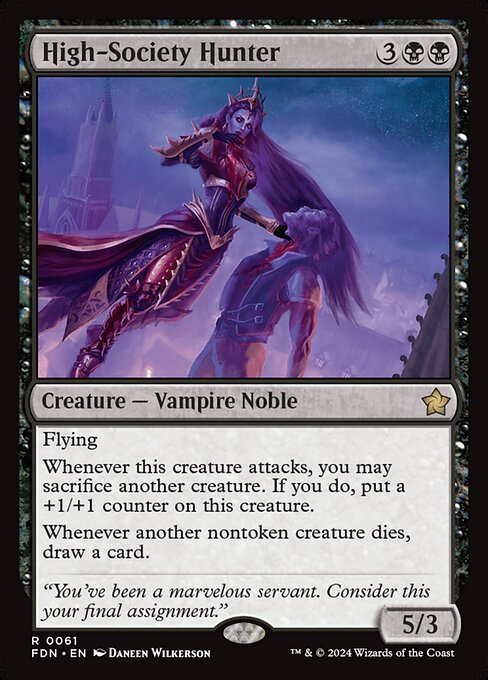 High-Society Hunter 3
Creature — Vampire Noble
Flying
Whenever this creature attacks, you may
sacrifice another creature. If you do, put a
+1/+1 counter on this creature.
Whenever another nontoken creature dies,
draw a card.
“You’ve been a marvelous servant. Consider this
your final assignment.”
5/3
R 0061
FDN • EN DANEEN WILKERSON
™ & © 2024 Wizards of the Coast